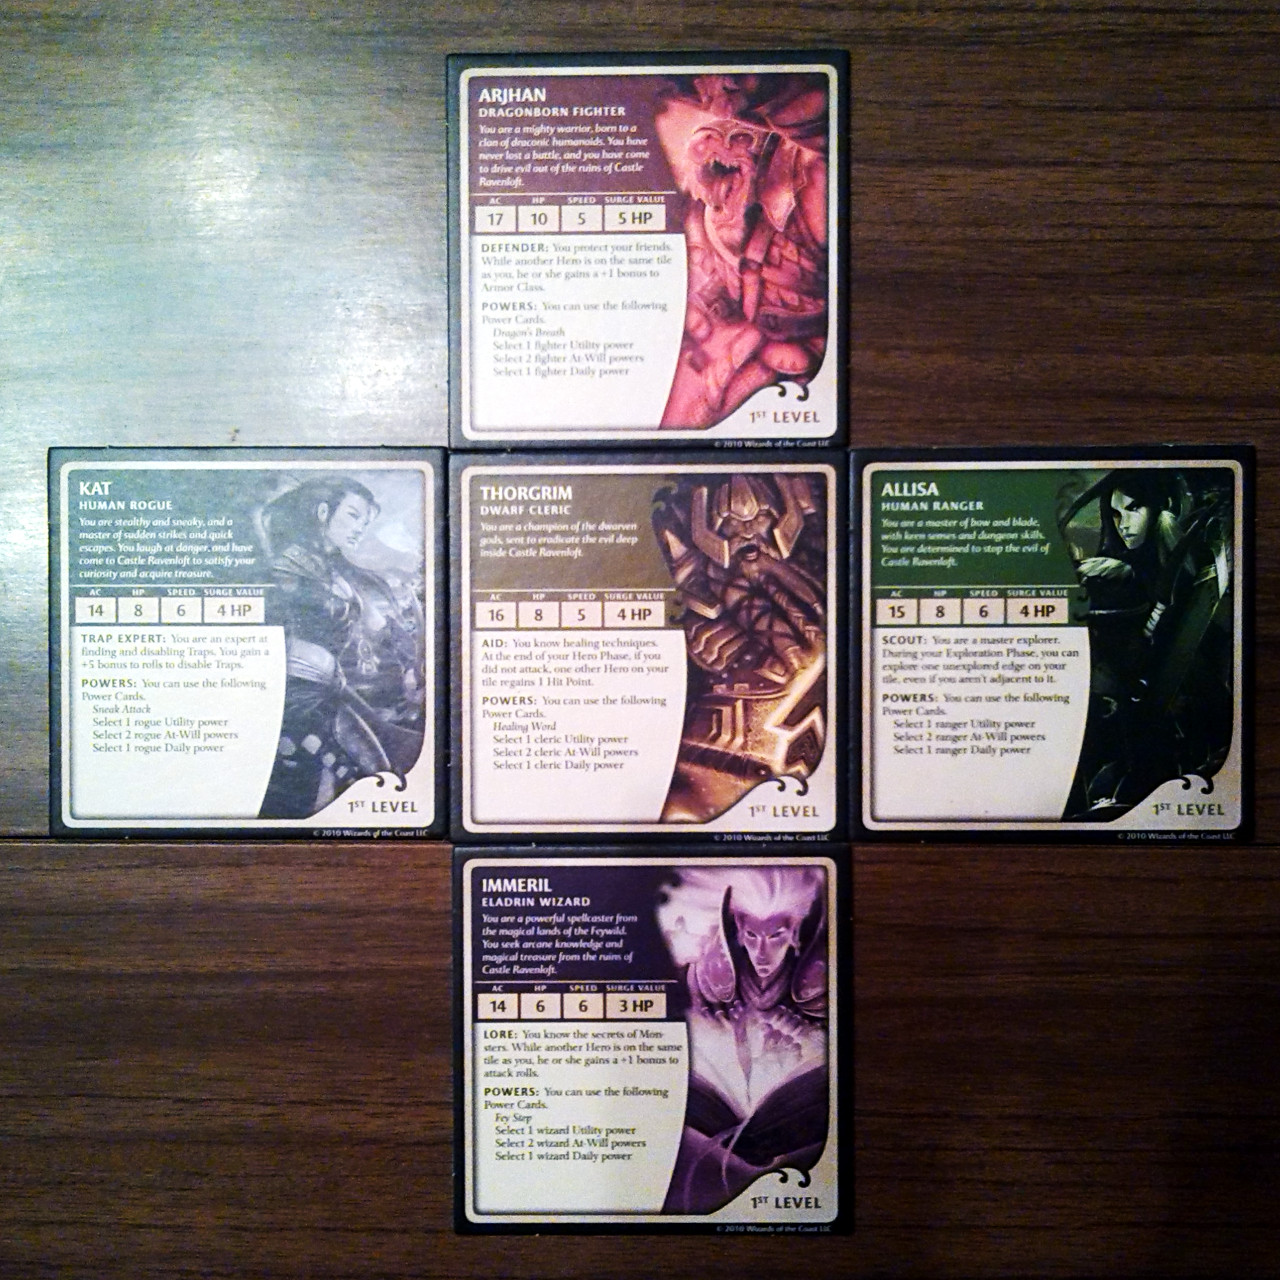 ARJHAN
DRAGONBORN FIGHTER
You are a mighty warrior, born to a
clan of draconic humanoids. You have
never lost a battle, and you have come
to drive evil out of the ruins of Castle
Ravenloft.
AC HP SPEED SURGE VALUE
17 10 5 5 HP
DEFENDER: You protect your friends.
While another Hero is on the same tile
as you, he or she gains a +1 bonus to
Armor Class.
POWERS: You can use the following
Power Cards.
Dragon's Breath
Select 1 fighter Utility power
Select 2 fighter At-Will powers
Select 1 fighter Daily power
1ST LEVEL
© 2010 Wizards of the Coast LLC
KAT
HUMAN ROGUE
You are stealthy and sneaky, and a
master of sudden strikes and quick
escapes. You laugh at danger, and have
come to Castle Ravenloft to satisfy your
curiosity and acquire treasure.
AC HP SPEED SURGE VALUE
14 8 6 4 HP
TRAP EXPERT: You are an expert at
finding and disabling Traps. You gain a
+5 bonus to rolls to disable Traps.
POWERS: You can use the following
Power Cards.
Sneak Attack
Select 1 rogue Utility power
Select 2 rogue At-Will powers
Select 1 rogue Daily power
1ST LEVEL
© 2010 Wizards of the Coast LLC
THORGRIM
DWARF CLERIC
You are a champion of the dwarven
gods, sent to eradicate the evil deep
inside Castle Ravenloft.
AC HP SPEED SURGE VALUE
16 8 5 4 HP
AID: You know healing techniques.
At the end of your Hero Phase, if you
did not attack, one other Hero on your
tile regains 1 Hit Point.
POWERS: You can use the following
Power Cards.
Healing Word
Select 1 cleric Utility power
Select 2 cleric At-Will powers
Select 1 cleric Daily power
1ST LEVEL
© 2010 Wizards of the Coast LLC
ALLISA
HUMAN RANGER
You are a master of bow and blade,
with keen senses and dungeon skills.
You are determined to stop the evil of
Castle Ravenloft.
AC HP SPEED SURGE VALUE
15 8 6 4 HP
SCOUT: You are a master explorer.
During your Exploration Phase, you can
explore one unexplored edge on your
tile, even if you aren't adjacent to it.
POWERS: You can use the following
Power Cards.
Select 1 ranger Utility power
Select 2 ranger At-Will powers
Select 1 ranger Daily power
1ST LEVEL
© 2010 Wizards of the Coast LLC
IMMERIL
ELADRIN WIZARD
You are a powerful spellcaster from
the magical lands of the Feywild.
You seek arcane knowledge and
magical treasure from the ruins of
Castle Ravenloft.
AC HP SPEED SURGE VALUE
14 6 6 3 HP
LORE: You know the secrets of Mon-
sters. While another Hero is on the same
tile as you, he or she gains a +1 bonus to
attack rolls.
POWERS: You can use the following
Power Cards.
Fey Step
Select 1 wizard Utility power
Select 2 wizard At-Will powers
Select 1 wizard Daily power
1ST LEVEL
© 2010 Wizards of the Coast LLC